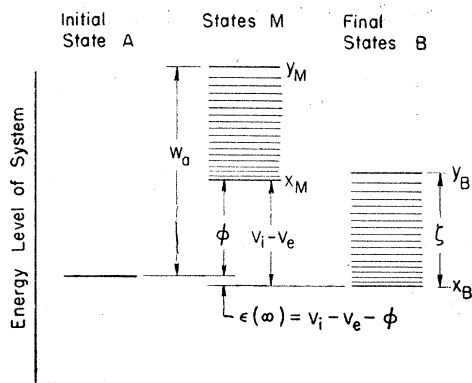 Initial
State A
States M
Final
States B
Energy Level of System
y_M
W_a
x_M
ϕ
v_i – v_e
y_B
ζ
x_B
ϵ(∞) = v_i – v_e – ϕ